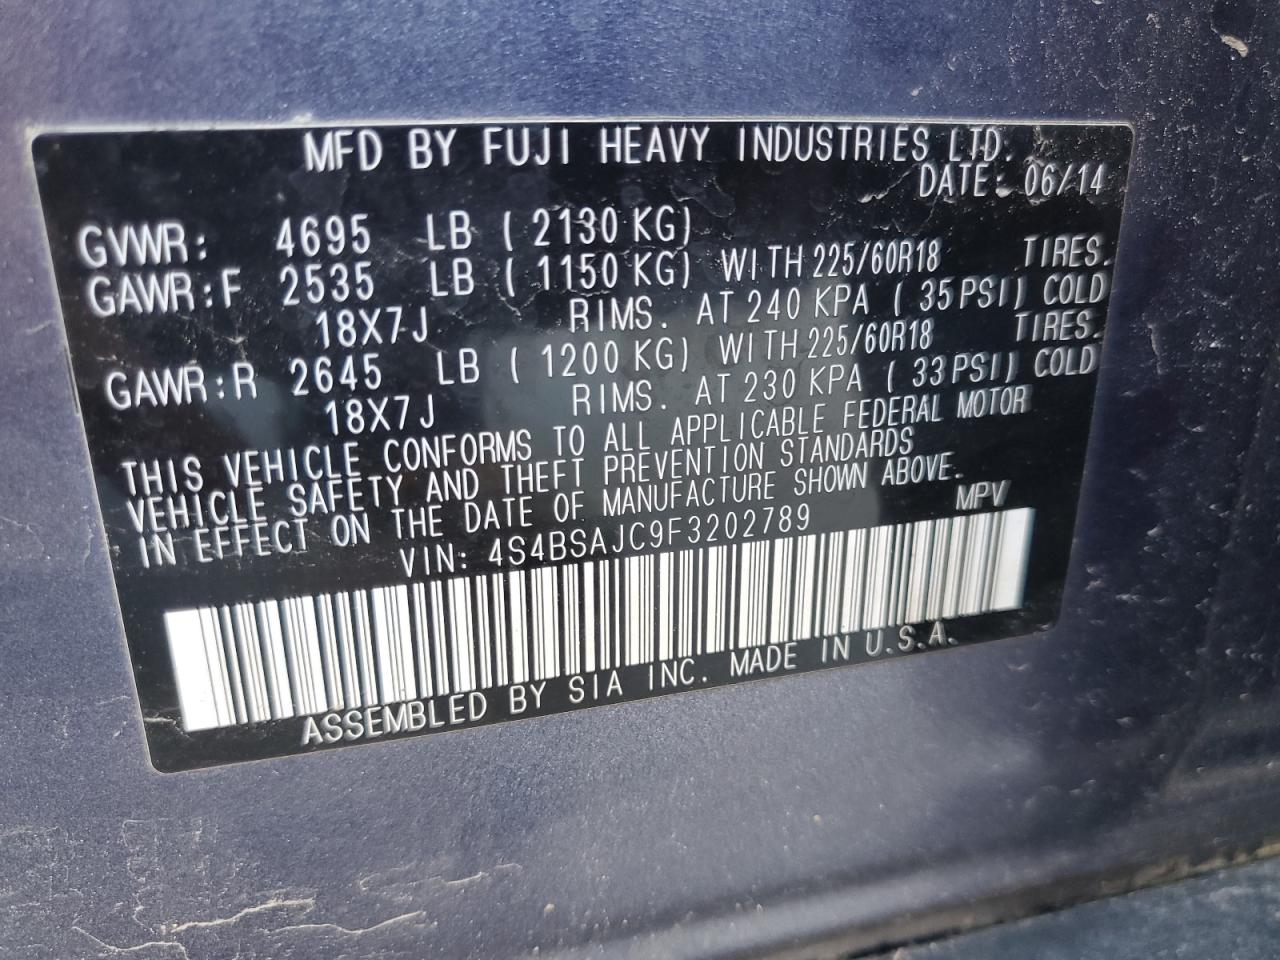 MFD BY FUJI HEAVY INDUSTRIES LTD.
DATE: 06/14
GVWR: 4695 LB ( 2130 KG)
GAWR:F 2535 LB ( 1150 KG) WITH 225/60R18 TIRES.
18X7J RIMS. AT 240 KPA ( 35PSI) COLD
GAWR:R 2645 LB ( 1200 KG) WITH 225/60R18 TIRES.
18X7J RIMS. AT 230 KPA ( 33PSI) COLD
THIS VEHICLE CONFORMS TO ALL APPLICABLE FEDERAL MOTOR
VEHICLE SAFETY AND THEFT PREVENTION STANDARDS
IN EFFECT ON THE DATE OF MANUFACTURE SHOWN ABOVE.
VIN: 4S4BSAJC9F3202789 MPV
ASSEMBLED BY SIA INC. MADE IN U.S.A.